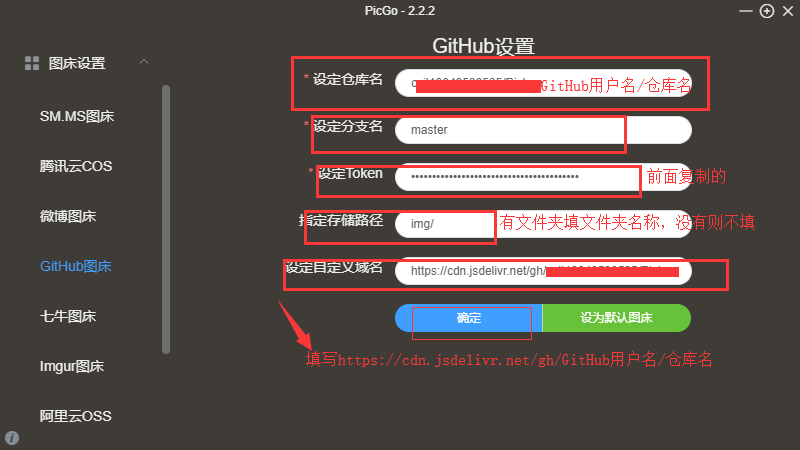 PicGo - 2.2.2
GitHub设置
图床设置
SM.MS图床
腾讯云COS
微博图床
GitHub图床
七牛图床
Imgur图床
阿里云OSS
* 设定仓库名
GitHub用户名/仓库名
* 设定分支名 master
* 设定Token ••••••••••••••••••••••••••••••••••••••••
前面复制的
指定存储路径 img/
有文件夹填文件夹名称，没有则不填
设定自定义域名 https://cdn.jsdelivr.net/gh/
确定 设为默认图床
填写https://cdn.jsdelivr.net/gh/GitHub用户名/仓库名